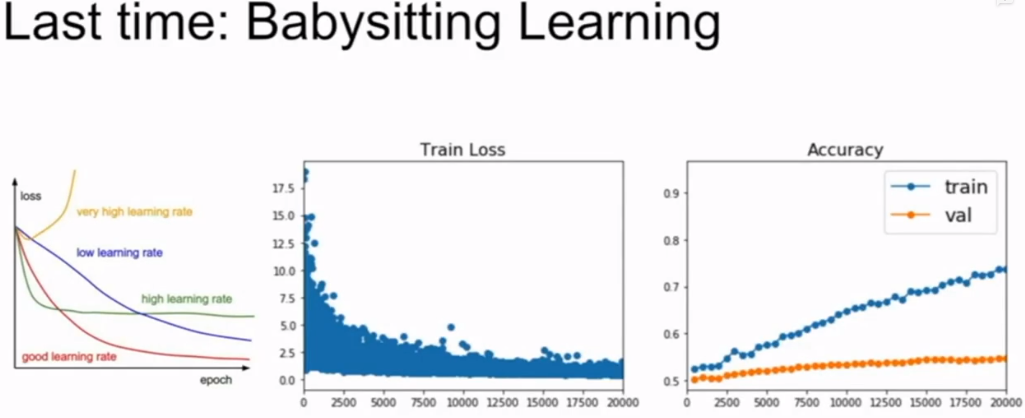 Last time: Babysitting Learning
loss
very high learning rate
low learning rate
high learning rate
good learning rate
epoch
Train Loss
17.5
15.0
12.5
10.0
7.5
5.0
2.5
0.0
0 2500 5000 7500 10000 12500 15000 17500 20000
Accuracy
train
val
0.9
0.8
0.7
0.6
0.5
0 2500 5000 7500 10000 12500 15000 17500 20000